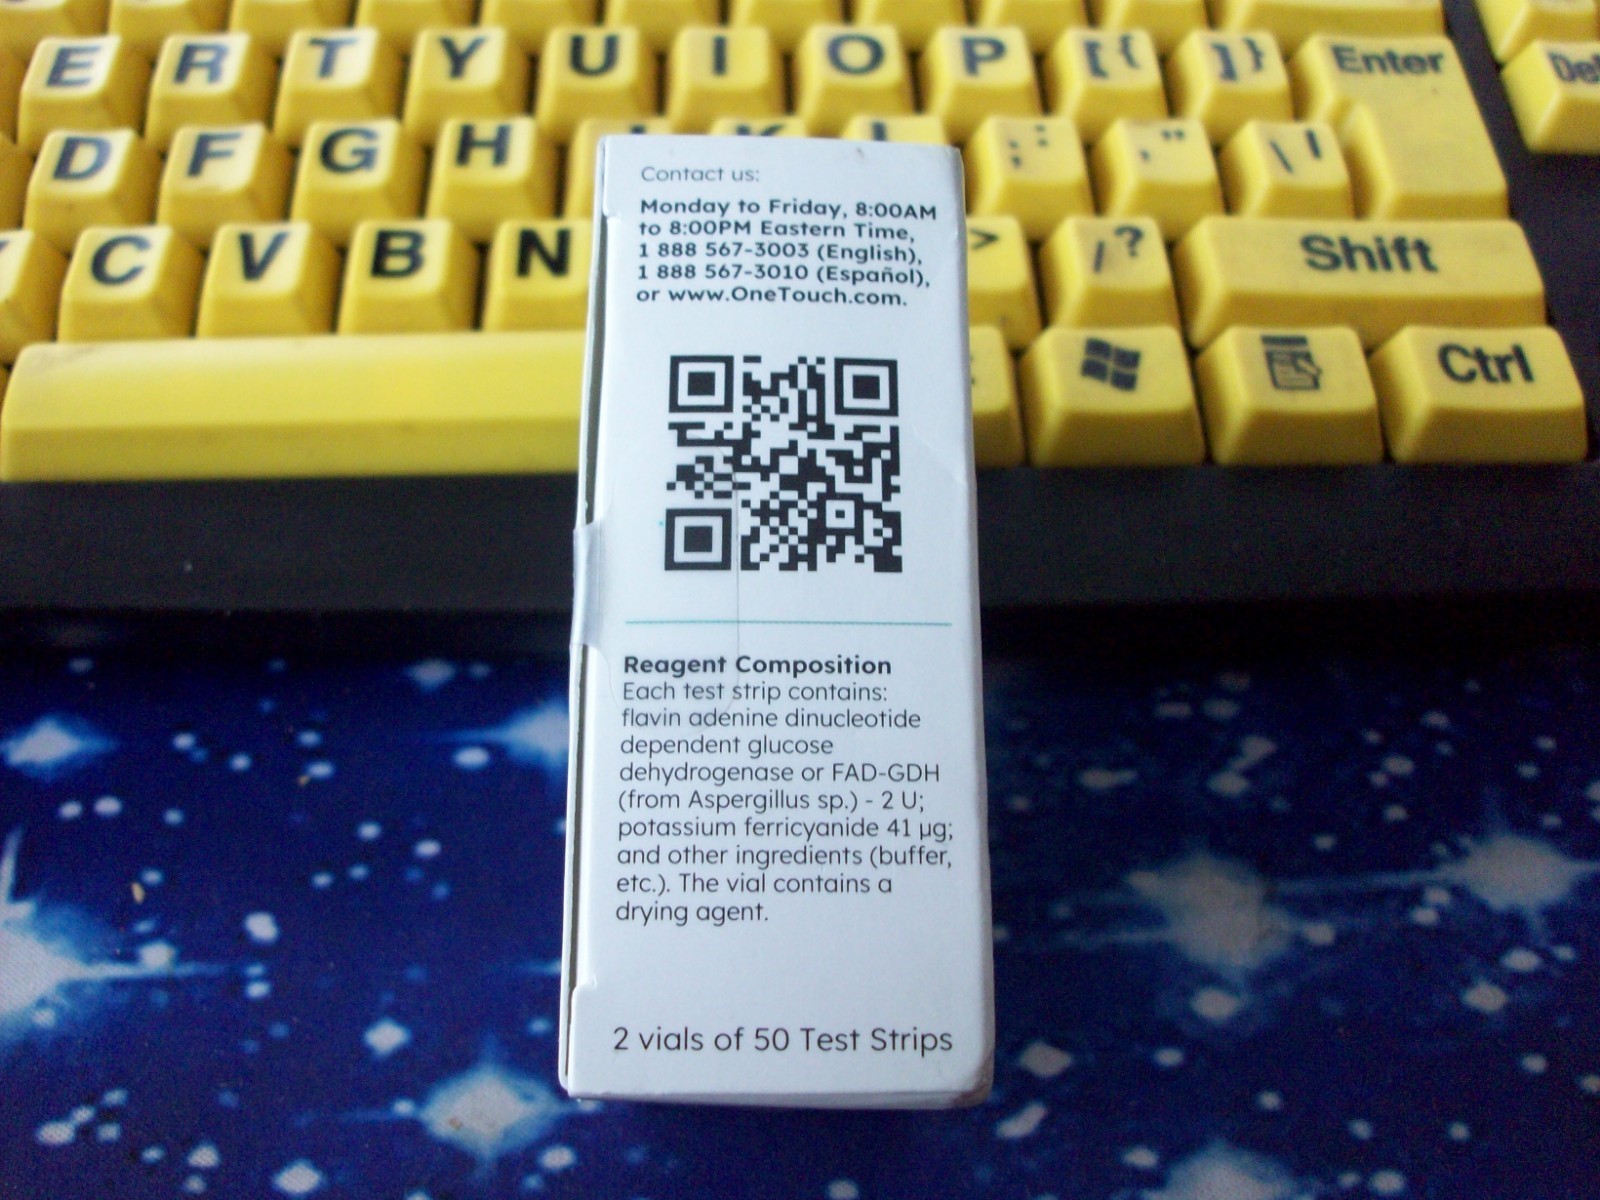 E R T Y U I O P [{ ]} Enter
D F G H K L ;: ,” \|
C V B N > /? Shift
Ctrl
Contact us:
Monday to Friday, 8:00AM
to 8:00PM Eastern Time,
1 888 567-3003 (English),
1 888 567-3010 (Español),
or www.OneTouch.com.
Reagent Composition
Each test strip contains:
flavin adenine dinucleotide
dependent glucose
dehydrogenase or FAD-GDH
(from Aspergillus sp.) - 2 U;
potassium ferricyanide 41 µg;
and other ingredients (buffer,
etc.). The vial contains a
drying agent.
2 vials of 50 Test Strips